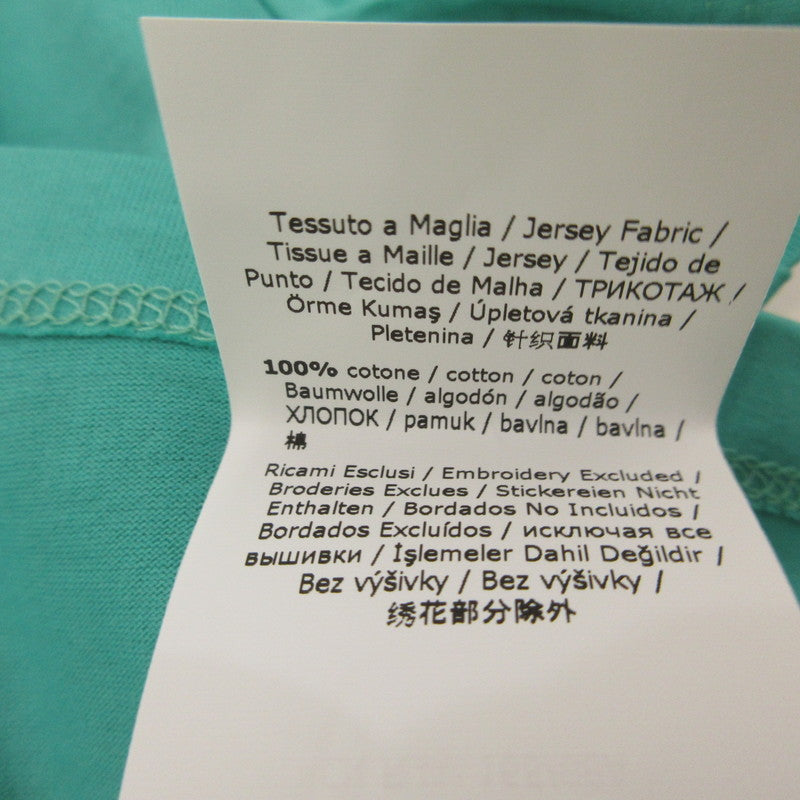 Tessuto a Maglia / Jersey Fabric /
Tissue a Maille / Jersey / Tejido de
Punto / Tecido de Malha / ТРИКОТАЖ /
Örme Kumaş / Úpletová tkanina /
Pletenina / 针织面料
100% cotone / cotton / coton /
Baumwolle / algodón / algodão /
ХЛОПОК / pamuk / bavlna / bavlna /
棉
Ricami Esclusi / Embroidery Excluded /
Broderies Exclues / Stickereien Nicht
Enthalten / Bordados No Incluidos /
Bordados Excluídos / исключая все
вышивки / İşlemeler Dahil Değildir /
Bez výšivky / Bez výšivky /
绣花部分除外